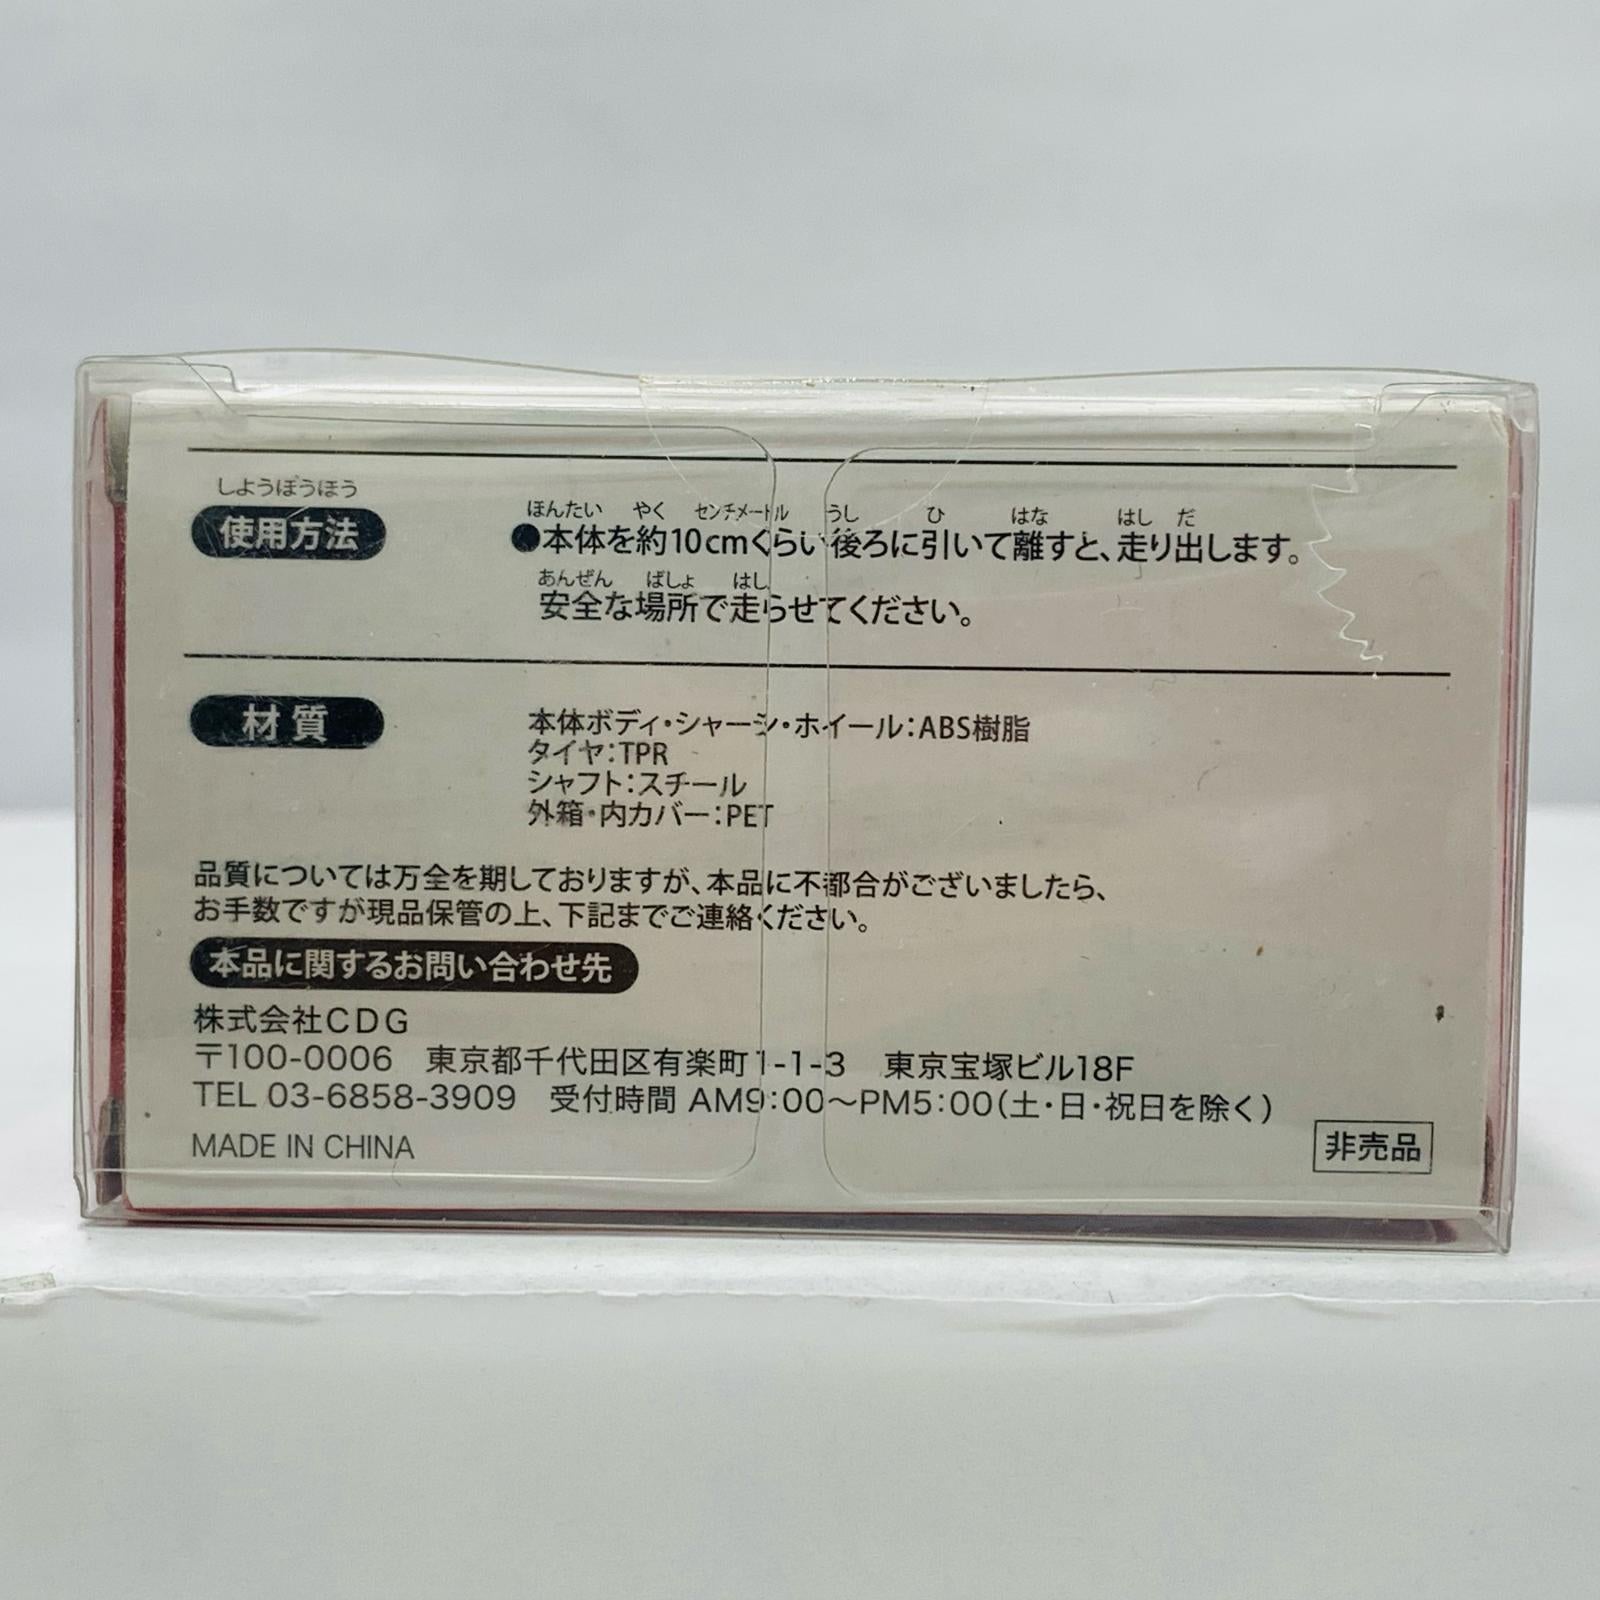 しようほうほう
使用方法
ほんたい やく センチメートル うし ひ はな はし だ
●本体を約10cmくらい後ろに引いて離すと、走り出します。
あんぜん ばしょ はし
安全な場所で走らせてください。
材質
本体ボディ・シャーシ・ホイール：ABS樹脂
タイヤ：TPR
シャフト：スチール
外箱・内カバー：PET
品質については万全を期しておりますが、本品に不都合がございましたら、
お手数ですが現品保管の上、下記までご連絡ください。
本品に関するお問い合わせ先
株式会社CDG
〒100-0006 東京都千代田区有楽町1-1-3 東京宝塚ビル18F
TEL 03-6858-3909 受付時間 AM9：00～PM5：00（土・日・祝日を除く）
MADE IN CHINA
非売品